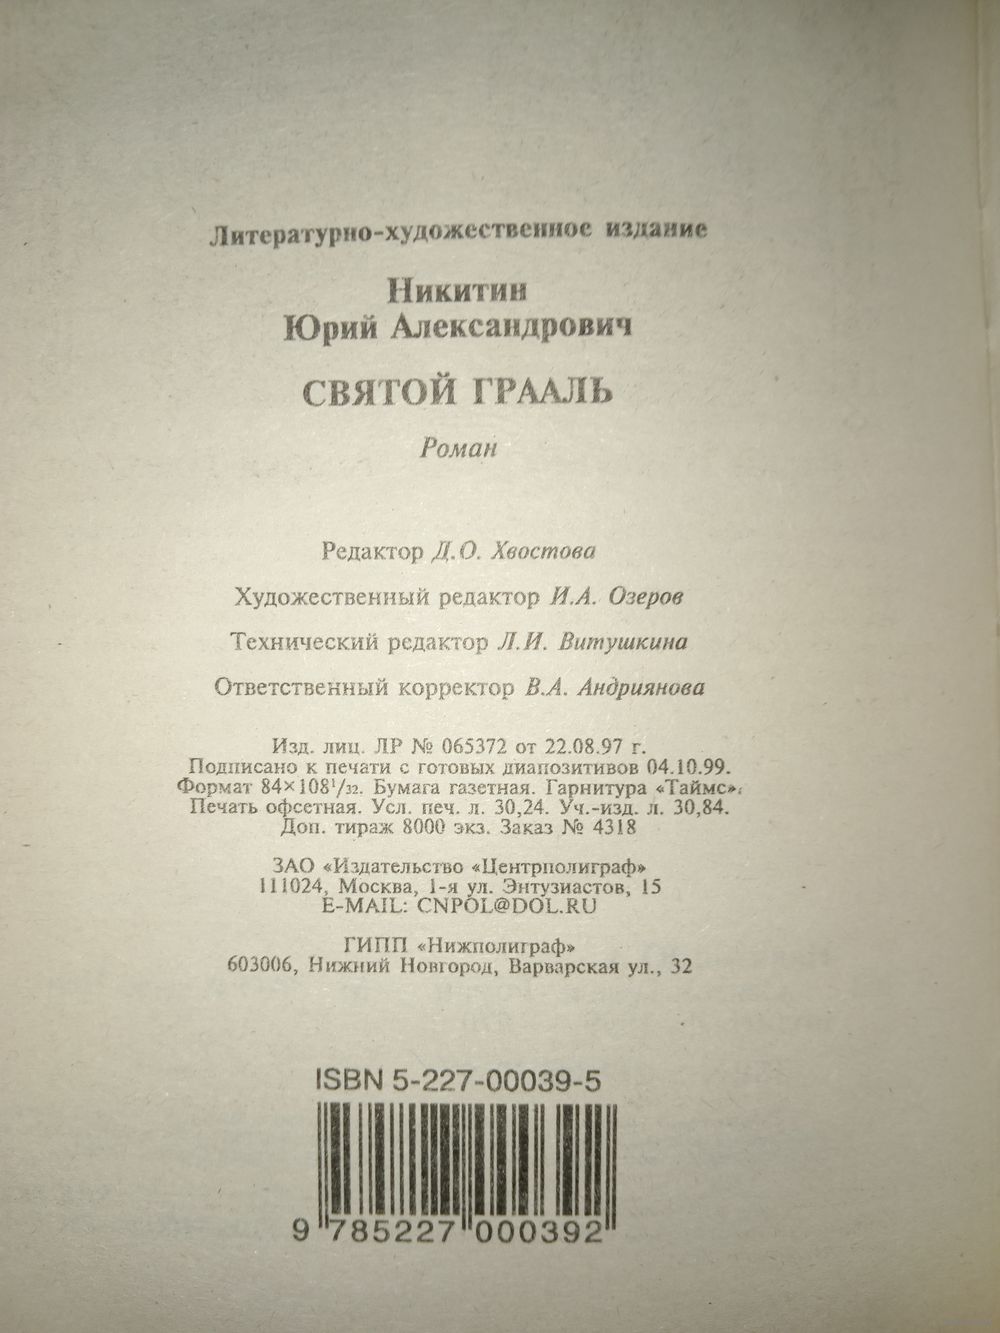 Литературно-художественное издание
Никитин
Юрий Александрович
СВЯТОЙ ГРААЛЬ
Роман
Редактор Д.О. Хвостова
Художественный редактор И.А. Озеров
Технический редактор Л.И. Витушкина
Ответственный корректор В.А. Андриянова
Изд. лиц. ЛР № 065372 от 22.08.97 г.
Подписано к печати с готовых диапозитивов 04.10.99.
Формат 84×108¹/₃₂. Бумага газетная. Гарнитура «Таймс».
Печать офсетная. Усл. печ. л. 30,24. Уч.-изд. л. 30,84.
Доп. тираж 8000 экз. Заказ № 4318
ЗАО «Издательство «Центрполиграф»
111024, Москва, 1-я ул. Энтузиастов, 15
E-MAIL: CNPOL@DOL.RU
ГИПП «Нижполиграф»
603006, Нижний Новгород, Варварская ул., 32
ISBN 5-227-00039-5
9 785227 000392